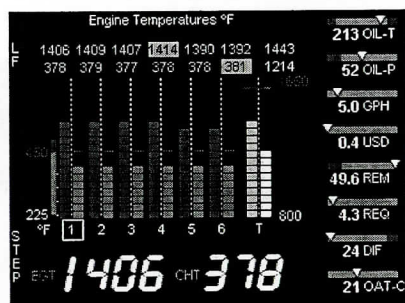 Engine Temperatures °F
L F 1406 1409 1407 1414 1390 1392 1443
378 379 377 378 378 381 1214
450
225 800
°F 1 2 3 4 5 6 T
STEP
EGT 1406 CHT 378
213 OIL-T
52 OIL-P
5.0 GPH
0.4 USD
49.6 REM
4.3 REQ
24 DIF
21 OAT-C